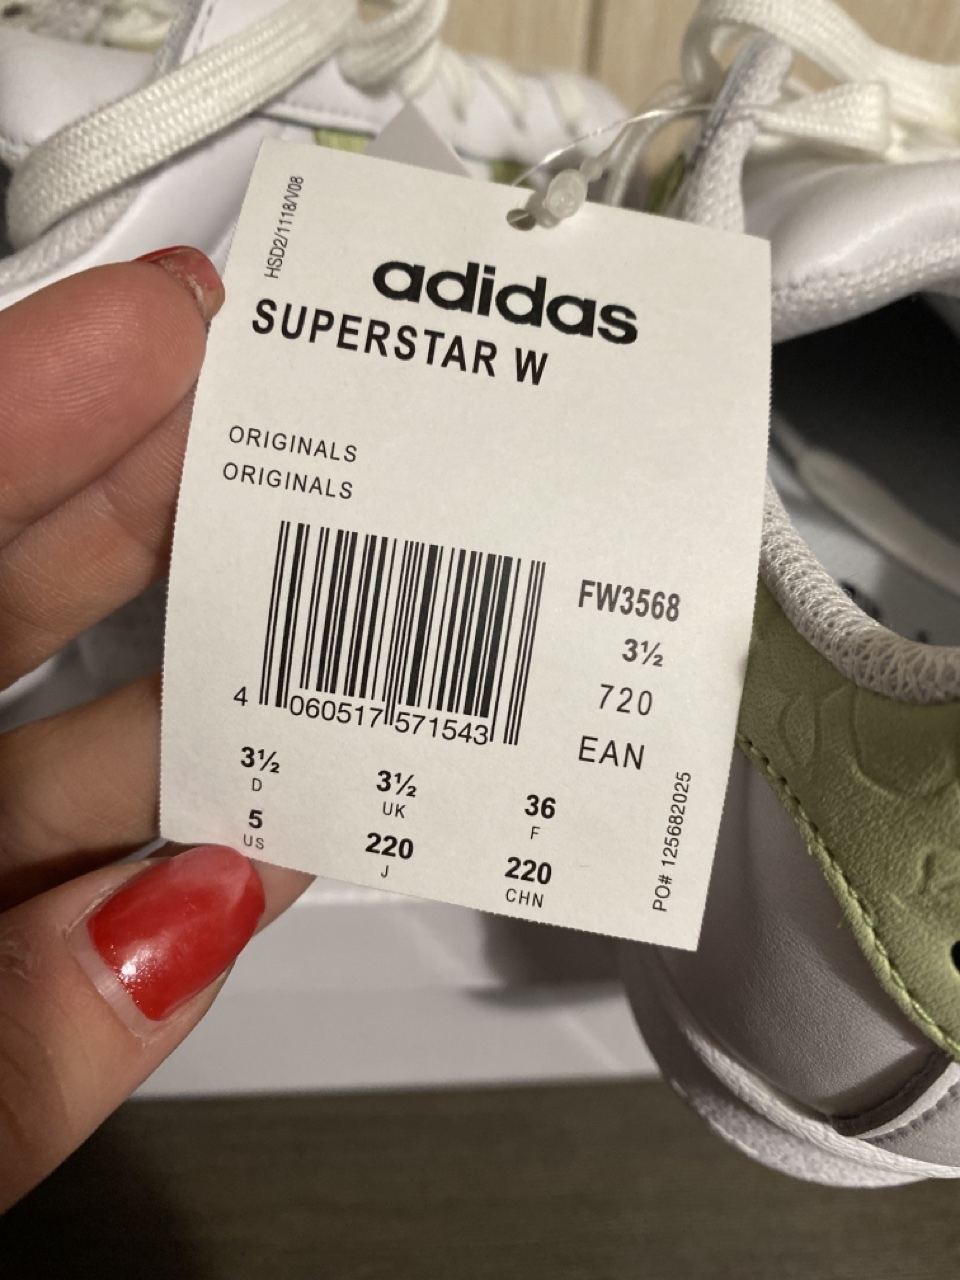 HSD2/1118/V08
adidas
SUPERSTAR W
ORIGINALS
ORIGINALS
FW3568
3½
720
EAN
4 060517 571543
3½ D
3½ UK
36 F
5 US
220 J
220 CHN
PO# 125682025